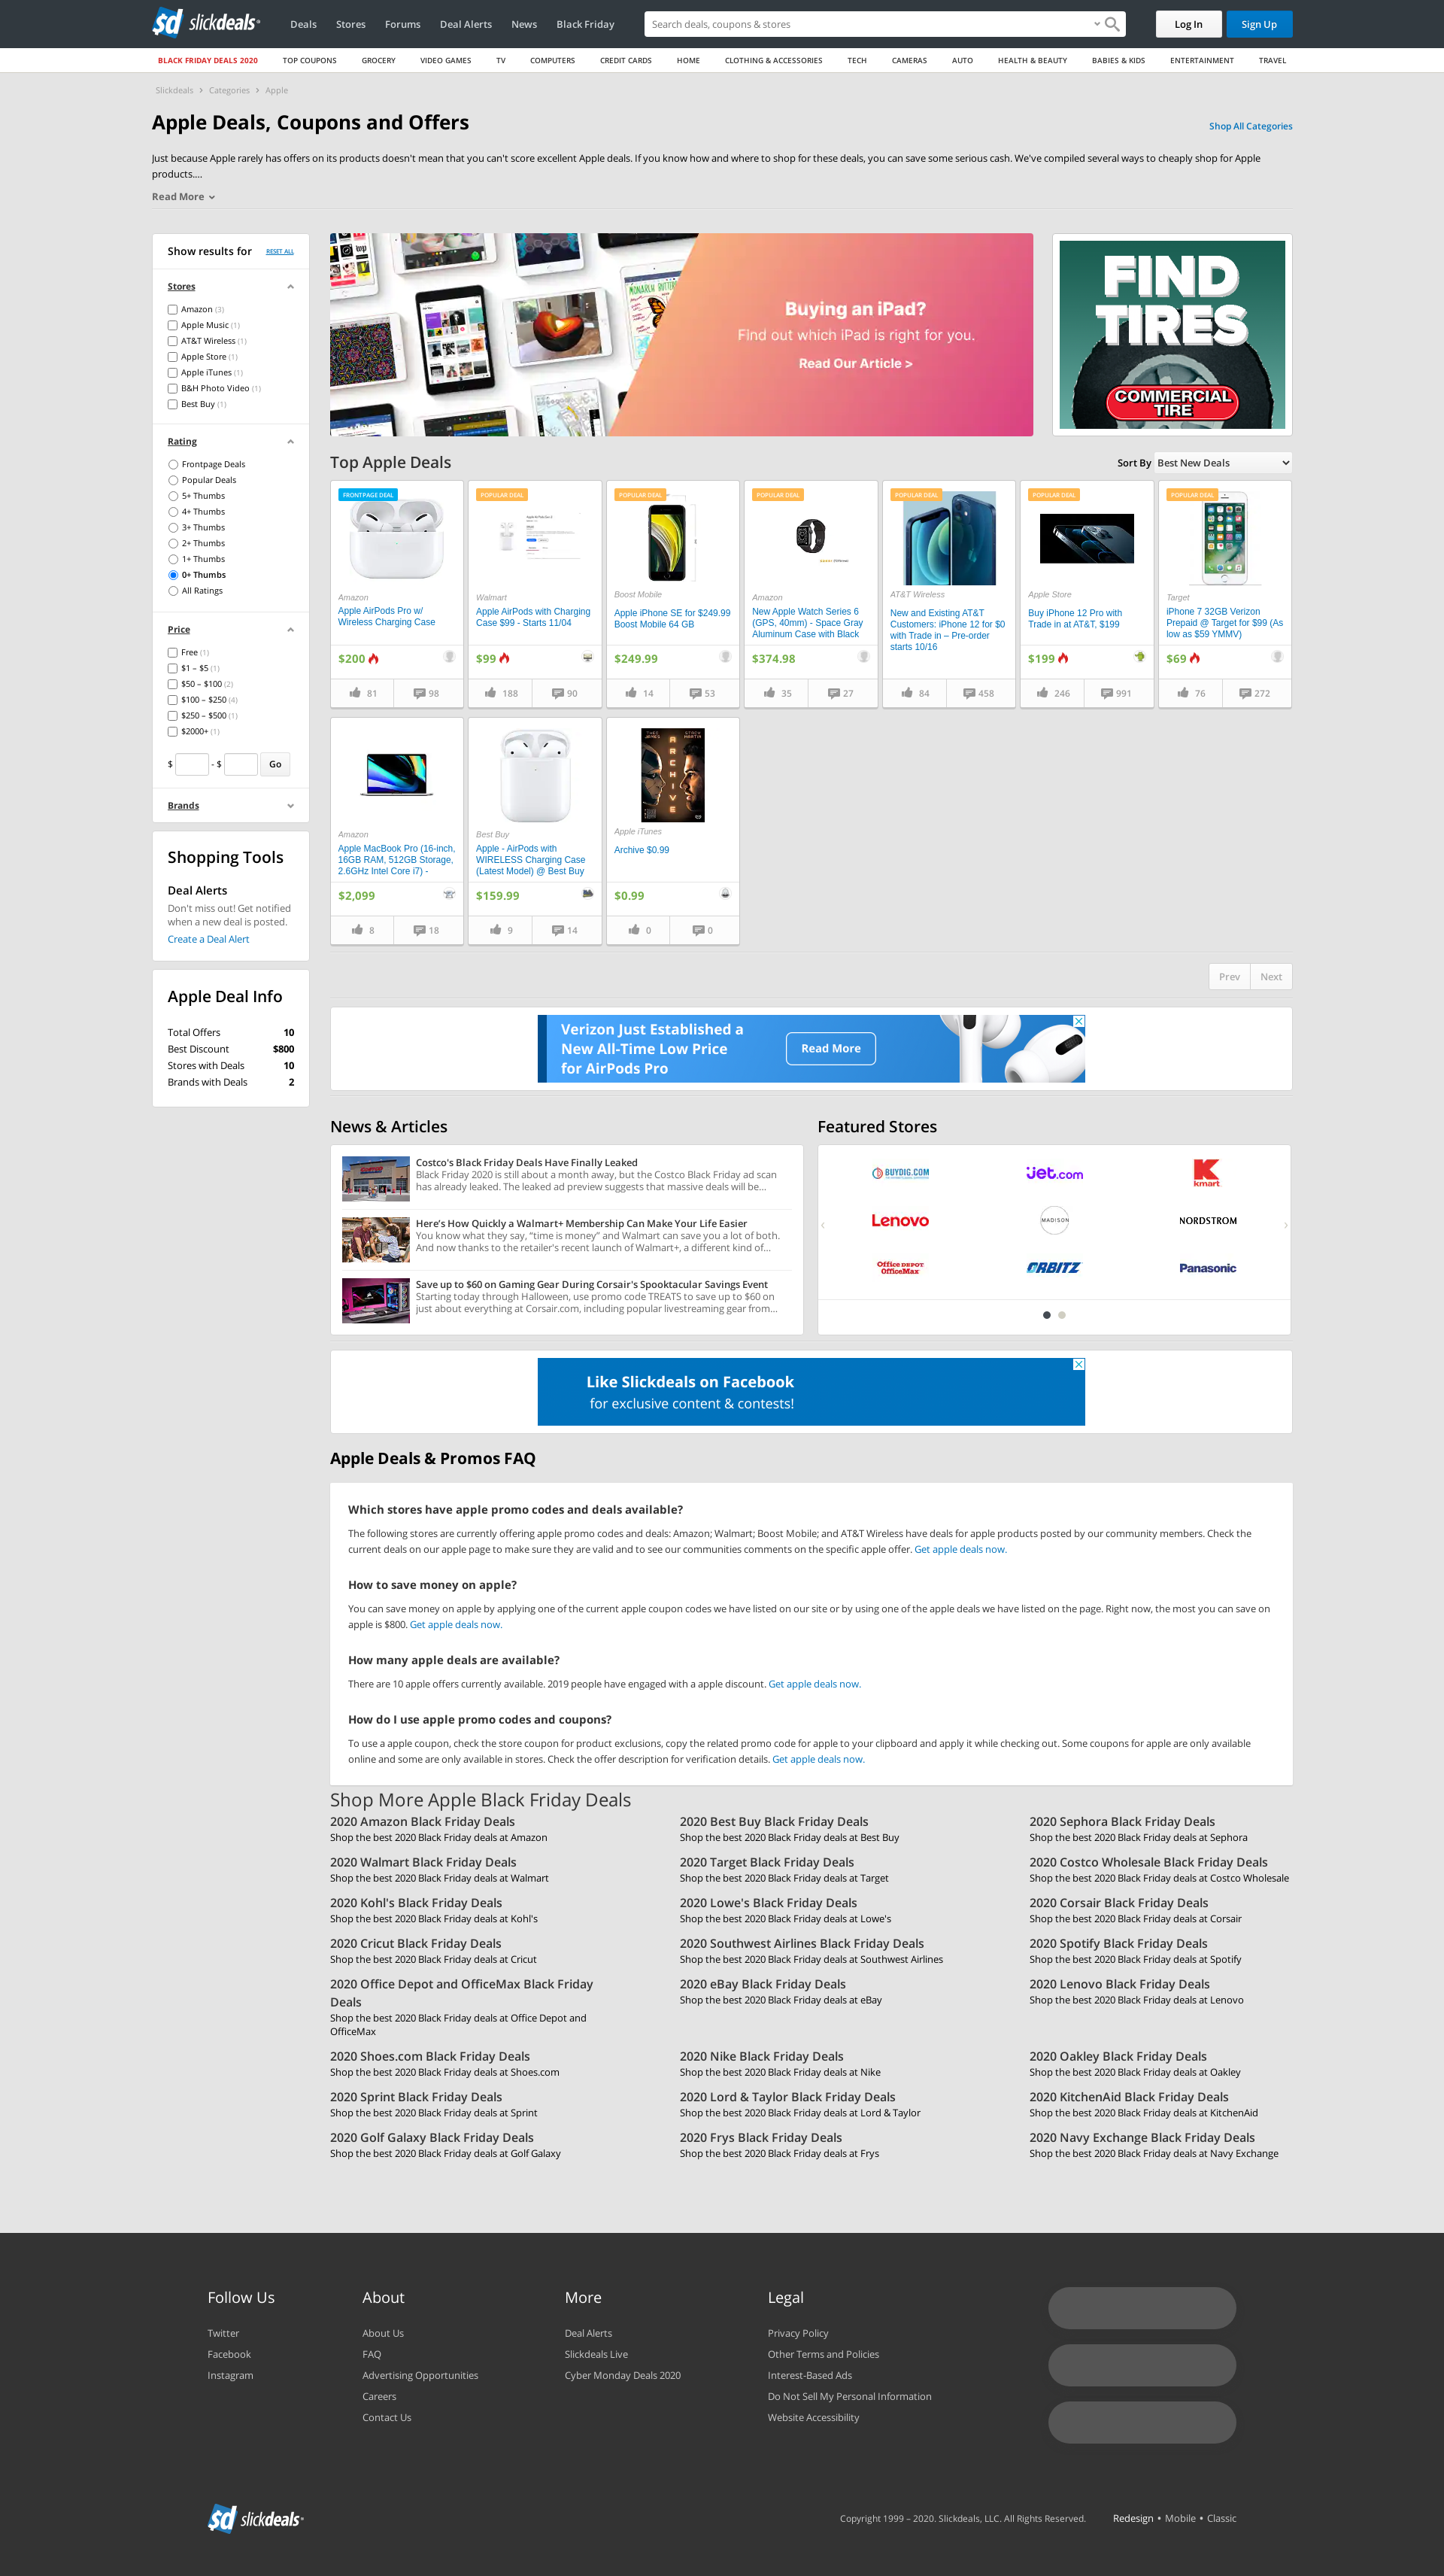 sd slickdeals
Deals Stores Forums Deal Alerts News Black Friday
Search deals, coupons & stores
Log In
Sign Up
BLACK FRIDAY DEALS 2020 TOP COUPONS GROCERY VIDEO GAMES TV COMPUTERS CREDIT CARDS HOME CLOTHING & ACCESSORIES TECH CAMERAS AUTO HEALTH & BEAUTY BABIES & KIDS ENTERTAINMENT TRAVEL
Slickdeals › Categories › Apple
Apple Deals, Coupons and Offers
Shop All Categories
Just because Apple rarely has offers on its products doesn't mean that you can't score excellent Apple deals. If you know how and where to shop for these deals, you can save some serious cash. We've compiled several ways to cheaply shop for Apple
products....
Read More
Show results for RESET ALL
Stores
Amazon (3)
Apple Music (1)
AT&T Wireless (1)
Apple Store (1)
Apple iTunes (1)
B&H Photo Video (1)
Best Buy (1)
Rating
Frontpage Deals
Popular Deals
5+ Thumbs
4+ Thumbs
3+ Thumbs
2+ Thumbs
1+ Thumbs
0+ Thumbs
All Ratings
Price
Free (1)
$1 – $5 (1)
$50 – $100 (2)
$100 – $250 (4)
$250 – $500 (1)
$2000+ (1)
$ - $ Go
Brands
Shopping Tools
Deal Alerts
Don't miss out! Get notified
when a new deal is posted.
Create a Deal Alert
Apple Deal Info
Total Offers 10
Best Discount $800
Stores with Deals 10
Brands with Deals 2
Buying an iPad?
Find out which iPad is right for you.
Read Our Article >
FIND
TIRES
COMMERCIAL
TIRE
Top Apple Deals
Sort By Best New Deals
FRONTPAGE DEAL
Amazon
Apple AirPods Pro w/
Wireless Charging Case
$200
81 98
POPULAR DEAL
Walmart
Apple AirPods with Charging
Case $99 - Starts 11/04
$99
188 90
POPULAR DEAL
Boost Mobile
Apple iPhone SE for $249.99
Boost Mobile 64 GB
$249.99
14 53
POPULAR DEAL
Amazon
New Apple Watch Series 6
(GPS, 40mm) - Space Gray
Aluminum Case with Black
$374.98
35 27
POPULAR DEAL
AT&T Wireless
New and Existing AT&T
Customers: iPhone 12 for $0
with Trade in – Pre-order
starts 10/16
84 458
POPULAR DEAL
Apple Store
Buy iPhone 12 Pro with
Trade in at AT&T, $199
$199
246 991
POPULAR DEAL
Target
iPhone 7 32GB Verizon
Prepaid @ Target for $99 (As
low as $59 YMMV)
$69
76 272
Amazon
Apple MacBook Pro (16-inch,
16GB RAM, 512GB Storage,
2.6GHz Intel Core i7) -
$2,099
8 18
Best Buy
Apple - AirPods with
WIRELESS Charging Case
(Latest Model) @ Best Buy
$159.99
9 14
ARCHIVE
Apple iTunes
Archive $0.99
$0.99
0 0
Prev Next
Verizon Just Established a
New All-Time Low Price
for AirPods Pro
Read More
News & Articles
Costco's Black Friday Deals Have Finally Leaked
Black Friday 2020 is still about a month away, but the Costco Black Friday ad scan
has already leaked. The leaked ad preview suggests that massive deals will be...
Here's How Quickly a Walmart+ Membership Can Make Your Life Easier
You know what they say, “time is money” and Walmart can save you a lot of both.
And now thanks to the retailer's recent launch of Walmart+, a different kind of...
Save up to $60 on Gaming Gear During Corsair's Spooktacular Savings Event
Starting today through Halloween, use promo code TREATS to save up to $60 on
just about everything at Corsair.com, including popular livestreaming gear from...
Featured Stores
BUYDIG.COM jet.com kmart
Lenovo MADISON NORDSTROM
Office DEPOT OfficeMax ORBITZ Panasonic
Like Slickdeals on Facebook
for exclusive content & contests!
Apple Deals & Promos FAQ
Which stores have apple promo codes and deals available?
The following stores are currently offering apple promo codes and deals: Amazon; Walmart; Boost Mobile; and AT&T Wireless have deals for apple products posted by our community members. Check the
current deals on our apple page to make sure they are valid and to see our communities comments on the specific apple offer. Get apple deals now.
How to save money on apple?
You can save money on apple by applying one of the current apple coupon codes we have listed on our site or by using one of the apple deals we have listed on the page. Right now, the most you can save on
apple is $800. Get apple deals now.
How many apple deals are available?
There are 10 apple offers currently available. 2019 people have engaged with a apple discount. Get apple deals now.
How do I use apple promo codes and coupons?
To use a apple coupon, check the store coupon for product exclusions, copy the related promo code for apple to your clipboard and apply it while checking out. Some coupons for apple are only available
online and some are only available in stores. Check the offer description for verification details. Get apple deals now.
Shop More Apple Black Friday Deals
2020 Amazon Black Friday Deals
Shop the best 2020 Black Friday deals at Amazon
2020 Best Buy Black Friday Deals
Shop the best 2020 Black Friday deals at Best Buy
2020 Sephora Black Friday Deals
Shop the best 2020 Black Friday deals at Sephora
2020 Walmart Black Friday Deals
Shop the best 2020 Black Friday deals at Walmart
2020 Target Black Friday Deals
Shop the best 2020 Black Friday deals at Target
2020 Costco Wholesale Black Friday Deals
Shop the best 2020 Black Friday deals at Costco Wholesale
2020 Kohl's Black Friday Deals
Shop the best 2020 Black Friday deals at Kohl's
2020 Lowe's Black Friday Deals
Shop the best 2020 Black Friday deals at Lowe's
2020 Corsair Black Friday Deals
Shop the best 2020 Black Friday deals at Corsair
2020 Cricut Black Friday Deals
Shop the best 2020 Black Friday deals at Cricut
2020 Southwest Airlines Black Friday Deals
Shop the best 2020 Black Friday deals at Southwest Airlines
2020 Spotify Black Friday Deals
Shop the best 2020 Black Friday deals at Spotify
2020 Office Depot and OfficeMax Black Friday
Deals
Shop the best 2020 Black Friday deals at Office Depot and
OfficeMax
2020 eBay Black Friday Deals
Shop the best 2020 Black Friday deals at eBay
2020 Lenovo Black Friday Deals
Shop the best 2020 Black Friday deals at Lenovo
2020 Shoes.com Black Friday Deals
Shop the best 2020 Black Friday deals at Shoes.com
2020 Nike Black Friday Deals
Shop the best 2020 Black Friday deals at Nike
2020 Oakley Black Friday Deals
Shop the best 2020 Black Friday deals at Oakley
2020 Sprint Black Friday Deals
Shop the best 2020 Black Friday deals at Sprint
2020 Lord & Taylor Black Friday Deals
Shop the best 2020 Black Friday deals at Lord & Taylor
2020 KitchenAid Black Friday Deals
Shop the best 2020 Black Friday deals at KitchenAid
2020 Golf Galaxy Black Friday Deals
Shop the best 2020 Black Friday deals at Golf Galaxy
2020 Frys Black Friday Deals
Shop the best 2020 Black Friday deals at Frys
2020 Navy Exchange Black Friday Deals
Shop the best 2020 Black Friday deals at Navy Exchange
Follow Us
Twitter
Facebook
Instagram
About
About Us
FAQ
Advertising Opportunities
Careers
Contact Us
More
Deal Alerts
Slickdeals Live
Cyber Monday Deals 2020
Legal
Privacy Policy
Other Terms and Policies
Interest-Based Ads
Do Not Sell My Personal Information
Website Accessibility
sd slickdeals
Copyright 1999 – 2020. Slickdeals, LLC. All Rights Reserved. Redesign • Mobile • Classic